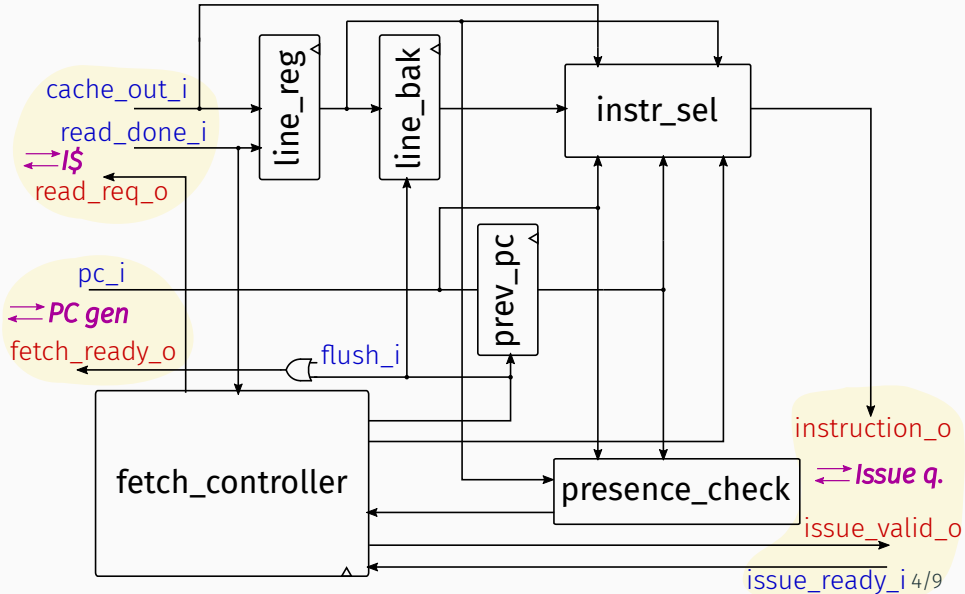 cache_out_i
line_reg
line_bak
instr_sel
read_done_i
I$
read_req_o
pc_i
prev_pc
PC gen
fetch_ready_o
flush_i
instruction_o
fetch_controller
presence_check
Issue q.
issue_valid_o
issue_ready_i 4/9